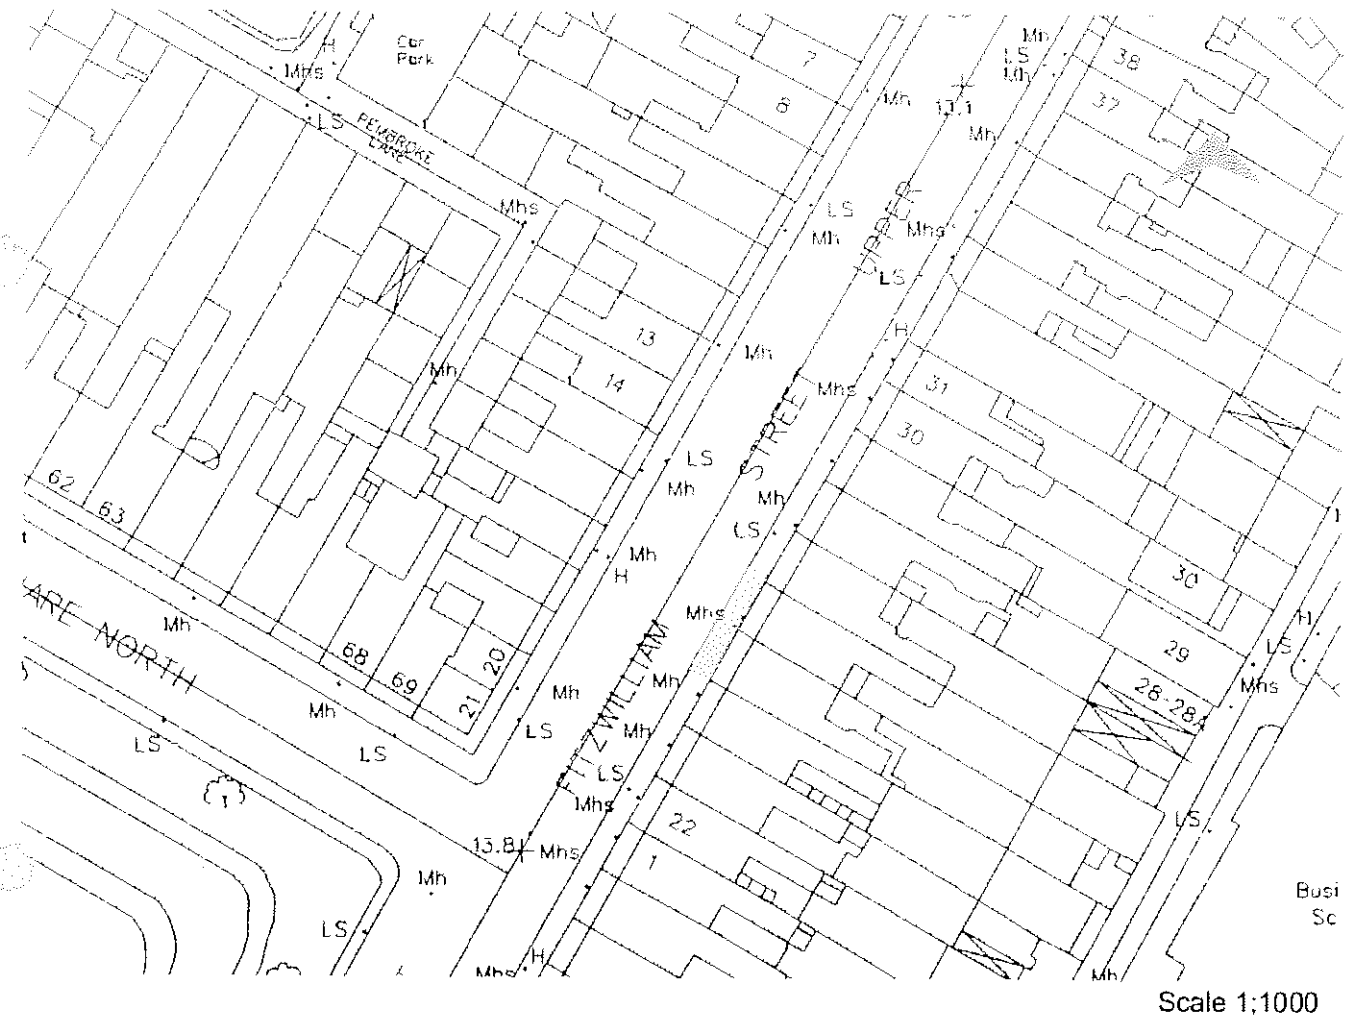 Mh
LS
Mh
38
H
Car
Park
7
Mhs
37
8
Mh
13.1
LS
PEMBROKE
LANE
Mh
Mhs
LS
UPPER
Mh
Mhs
LS
H
13
Mh
Mh
14
31
Mhs
STREET
30
LS
62
Mh
Mh
63
LS
Mh
H
30
Mhs
H
ARE NORTH
Mh
LS
29
FITZWILLIAM
68
20
69
Mh
Mh
28-28A
Mhs
21
Mh
LS
Mh
LS
LS
LS
Mhs
22
LS
13.8
Mhs
1
Mh
Busi
Sc
LS
H
Mhs
Mh
Scale 1;1000